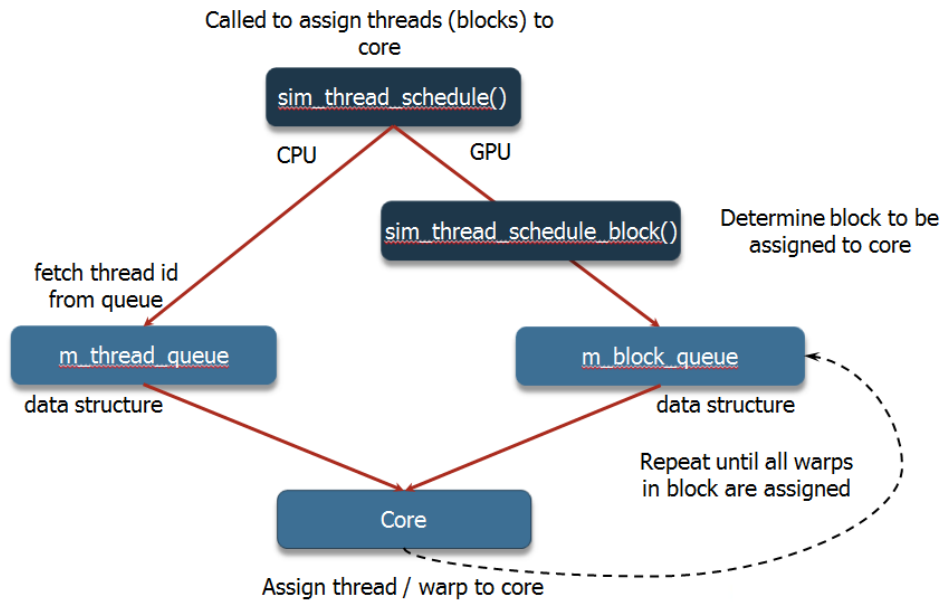 Called to assign threads (blocks) to
core
sim_thread_schedule()
CPU
GPU
sim_thread_schedule_block()
Determine block to be
assigned to core
fetch thread id
from queue
m_thread_queue
m_block_queue
data structure
data structure
Repeat until all warps
in block are assigned
Core
Assign thread / warp to core